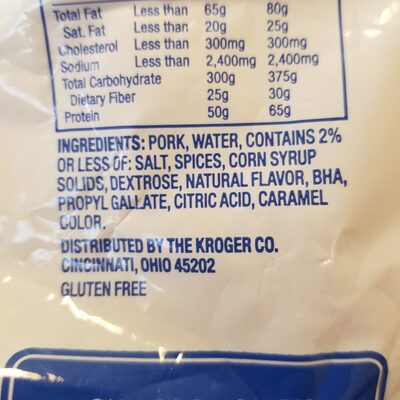 Total Fat Less than 65g 80g
Sat. Fat Less than 20g 25g
Cholesterol Less than 300mg 300mg
Sodium Less than 2,400mg 2,400mg
Total Carbohydrate 300g 375g
Dietary Fiber 25g 30g
Protein 50g 65g
INGREDIENTS: PORK, WATER, CONTAINS 2%
OR LESS OF: SALT, SPICES, CORN SYRUP
SOLIDS, DEXTROSE, NATURAL FLAVOR, BHA,
PROPYL GALLATE, CITRIC ACID, CARAMEL
COLOR.
DISTRIBUTED BY THE KROGER CO.
CINCINNATI, OHIO 45202
GLUTEN FREE